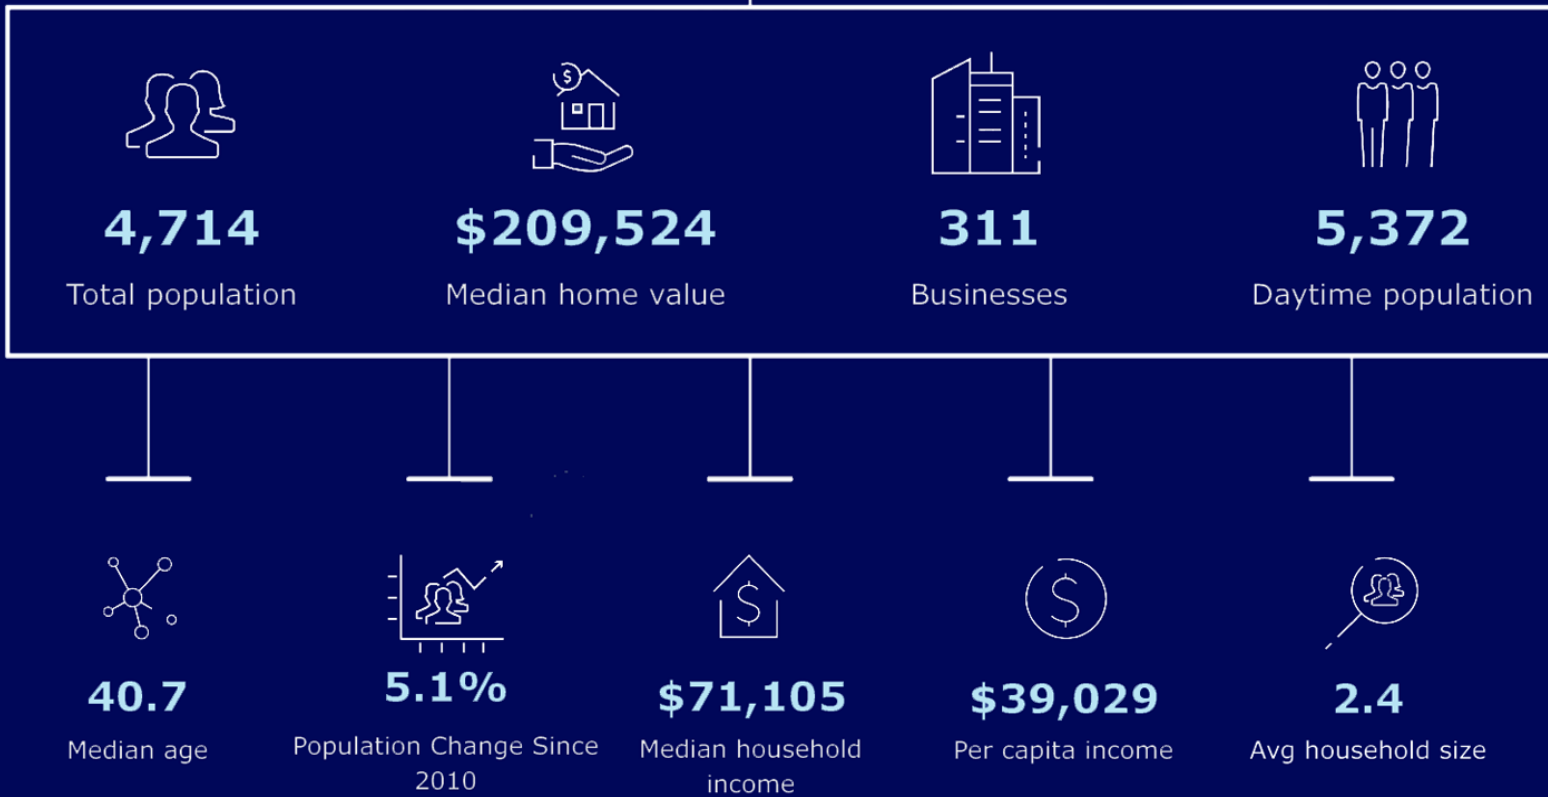 $
4,714
$209,524
311
5,372
Total population
Median home value
Businesses
Daytime population
$
$
40.7
5.1%
$71,105
$39,029
2.4
Median age
Population Change Since
2010
Median household
income
Per capita income
Avg household size